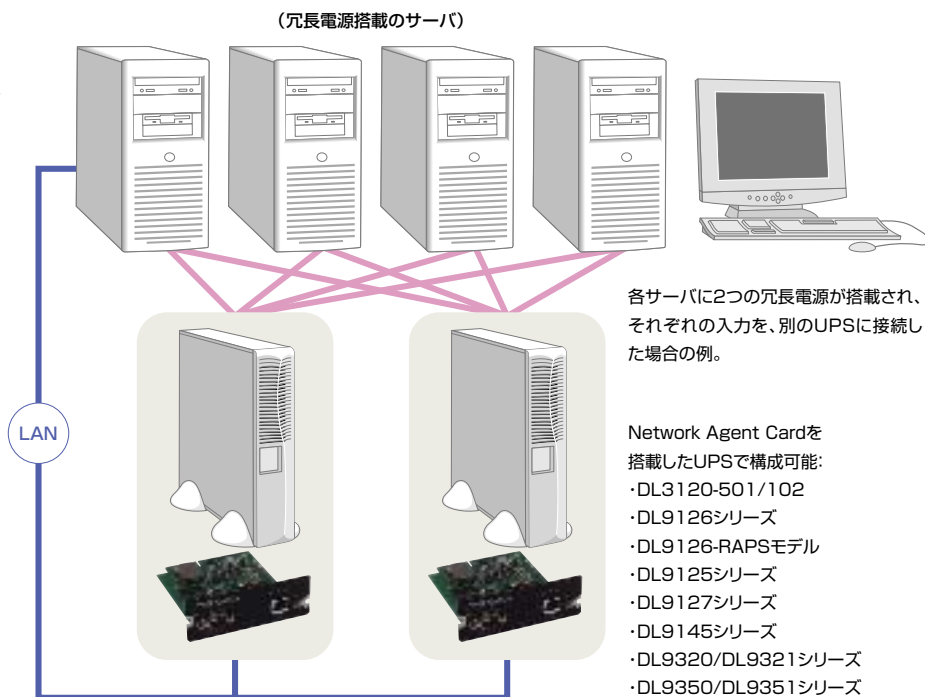 （冗長電源搭載のサーバ）
各サーバに2つの冗長電源が搭載され、
それぞれの入力を、別のUPSに接続し
た場合の例。
LAN
Network Agent Cardを
搭載したUPSで構成可能：
・DL3120-501/102
・DL9126シリーズ
・DL9126-RAPSモデル
・DL9125シリーズ
・DL9127シリーズ
・DL9145シリーズ
・DL9320/DL9321シリーズ
・DL9350/DL9351シリーズ